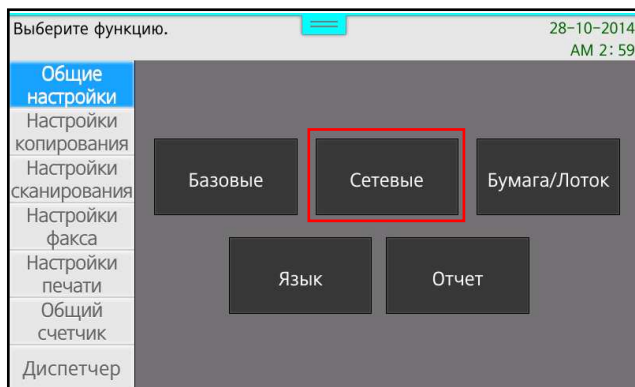 Выберите функцию.
28-10-2014
AM 2:59
Общие
настройки
Настройки
копирования
Настройки
сканирования
Настройки
факса
Настройки
печати
Общий
счетчик
Диспетчер
Базовые
Сетевые
Бумага/Лоток
Язык
Отчет